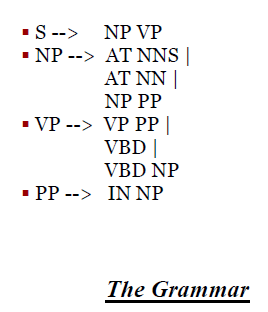 ▪ S --> NP VP
▪ NP --> AT NNS |
AT NN |
NP PP
▪ VP --> VP PP |
VBD |
VBD NP
▪ PP --> IN NP
The Grammar